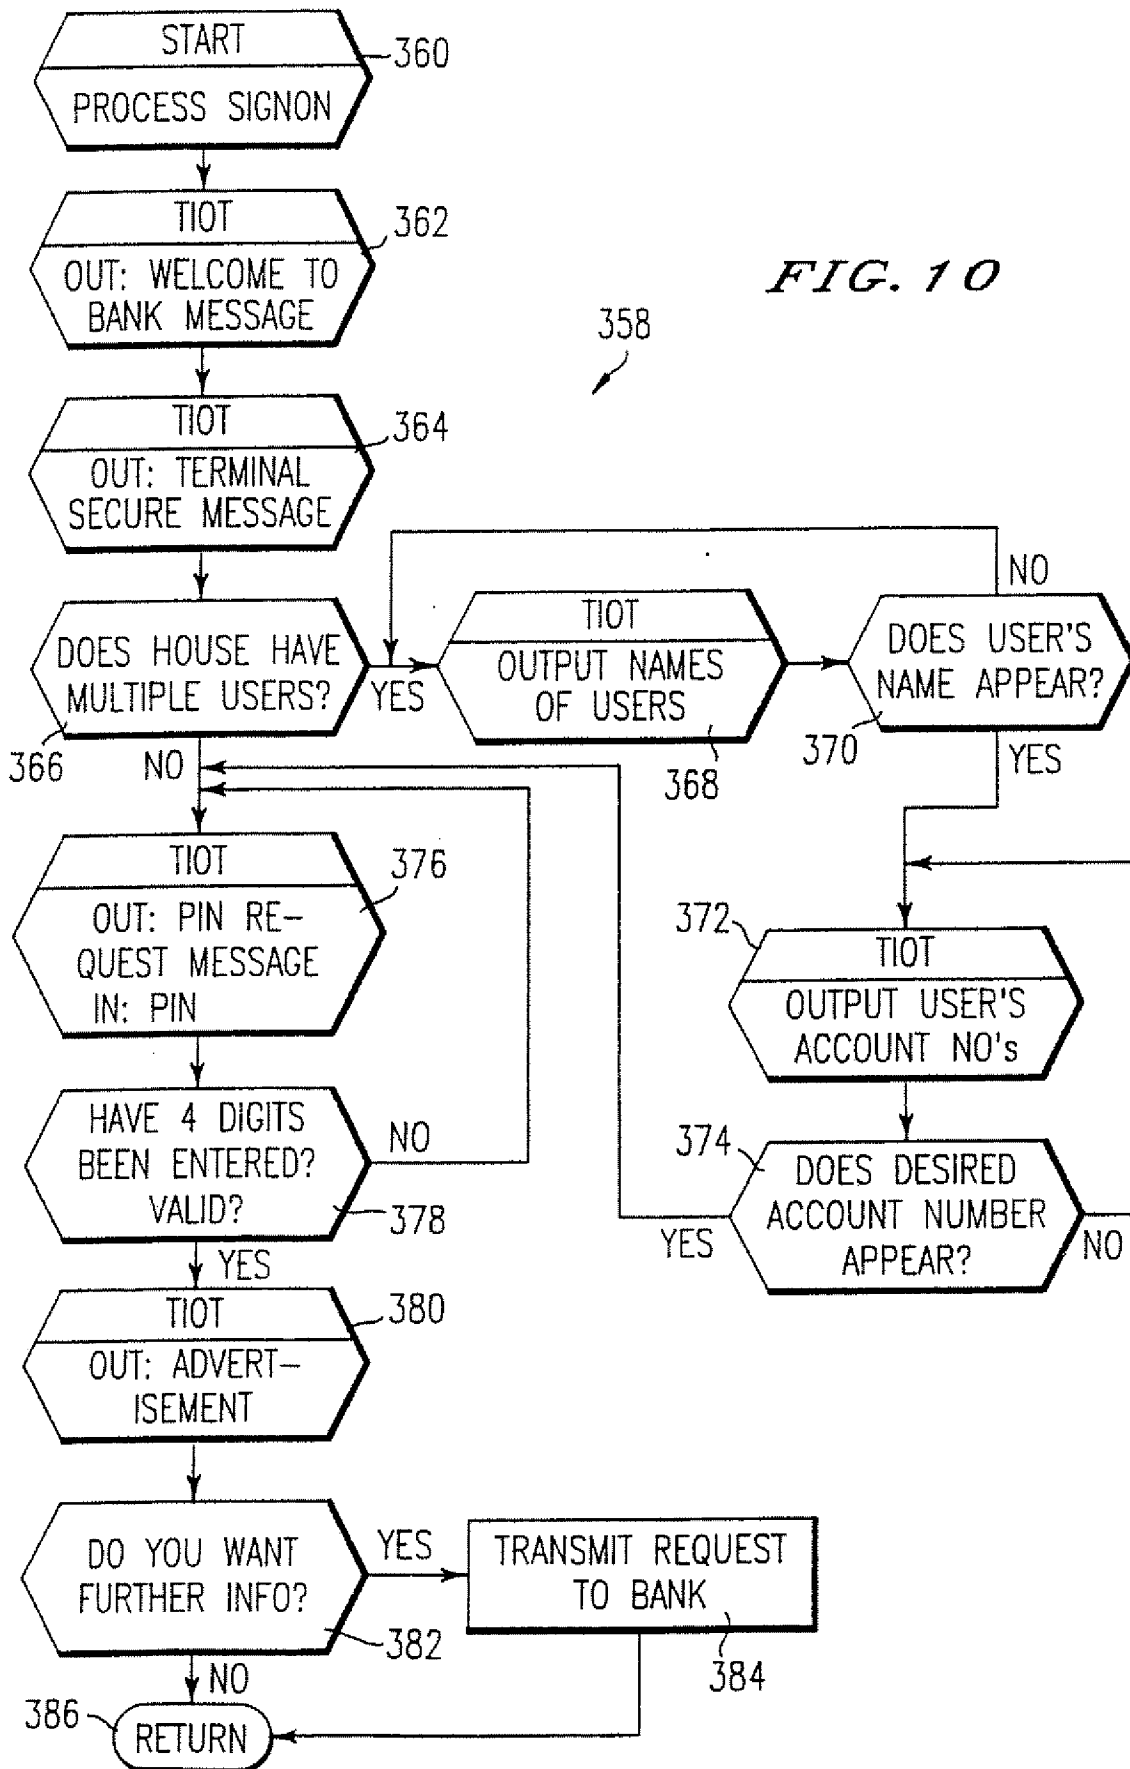 START
360
PROCESS SIGNON
TIOT
362
OUT: WELCOME TO
BANK MESSAGE
FIG. 10
358
TIOT
364
OUT: TERMINAL
SECURE MESSAGE
DOES HOUSE HAVE
MULTIPLE USERS?
366
YES
NO
TIOT
OUTPUT NAMES
OF USERS
368
NO
DOES USER'S
NAME APPEAR?
370
YES
TIOT
376
OUT: PIN RE-
QUEST MESSAGE
IN: PIN
372
TIOT
OUTPUT USER'S
ACCOUNT NO's
HAVE 4 DIGITS
BEEN ENTERED?
VALID?
NO
378
YES
374
DOES DESIRED
ACCOUNT NUMBER
APPEAR?
YES
NO
TIOT
380
OUT: ADVERT-
ISEMENT
DO YOU WANT
FURTHER INFO?
YES
382
NO
TRANSMIT REQUEST
TO BANK
384
386
RETURN